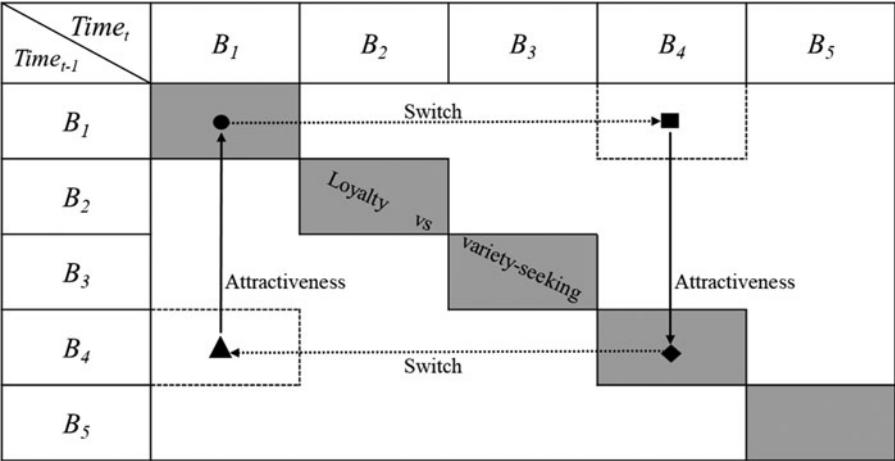 Time_t
Time_{t-1}
B_1
B_2
B_3
B_4
B_5
B_1
Switch
B_2
Loyalty
vs
B_3
variety-seeking
Attractiveness
Attractiveness
B_4
Switch
B_5